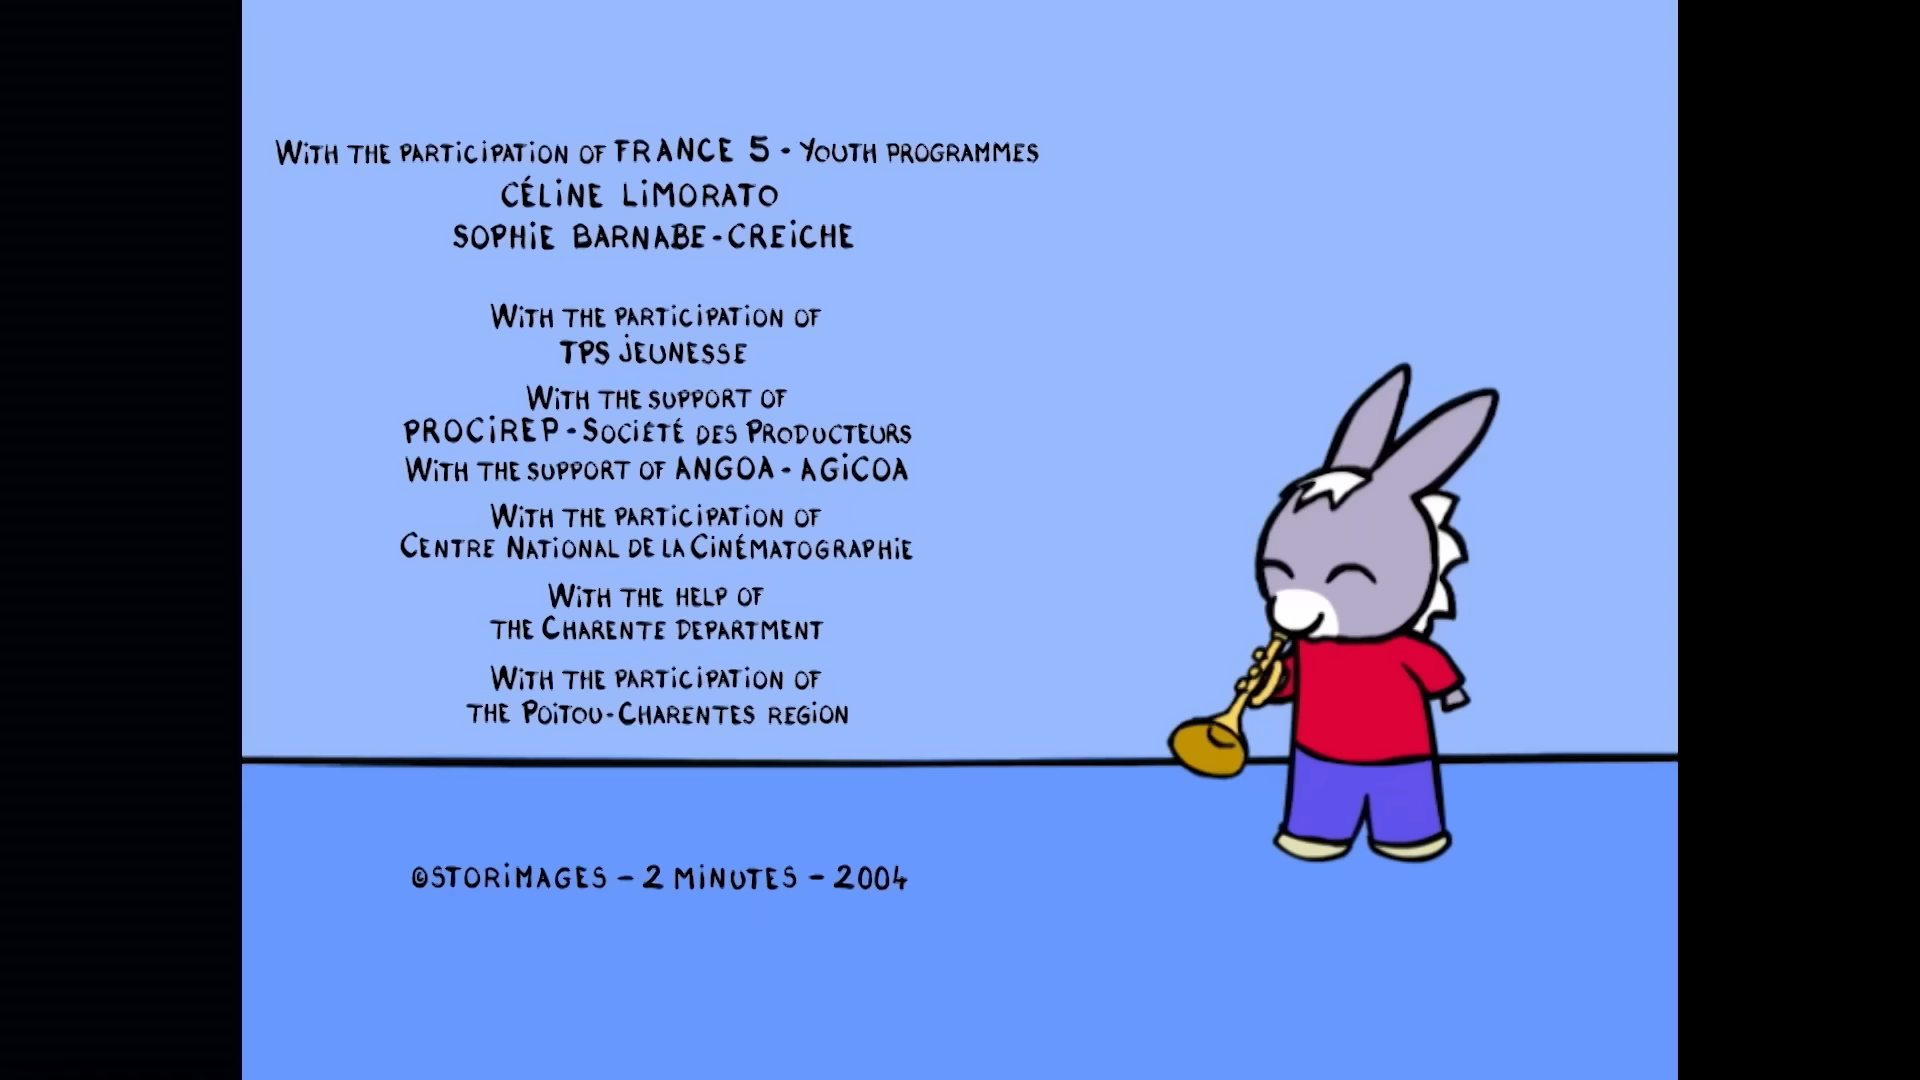 WiTH THE PARTiCiPATiON OF FRANCE 5 - YOUTH PROGRAMMES
CÉLiNE LiMORATO
SOPHiE BARNABE-CREiCHE
WiTH THE PARTiCiPATiON OF
TPS JEUNESSE
WiTH THE SUPPORT OF
PROCiREP - SOCiÉTÉ DES PRODUCTEURS
WiTH THE SUPPORT OF ANGOA - AGiCOA
WiTH THE PARTiCiPATiON OF
CENTRE NATiONAL DE LA CiNÉMATOGRAPHiE
WiTH THE HELP OF
THE CHARENTE DEPARTMENT
WiTH THE PARTiCiPATiON OF
THE POiTOU-CHARENTES REGiON
©STORiMAGES - 2 MiNUTES - 2004